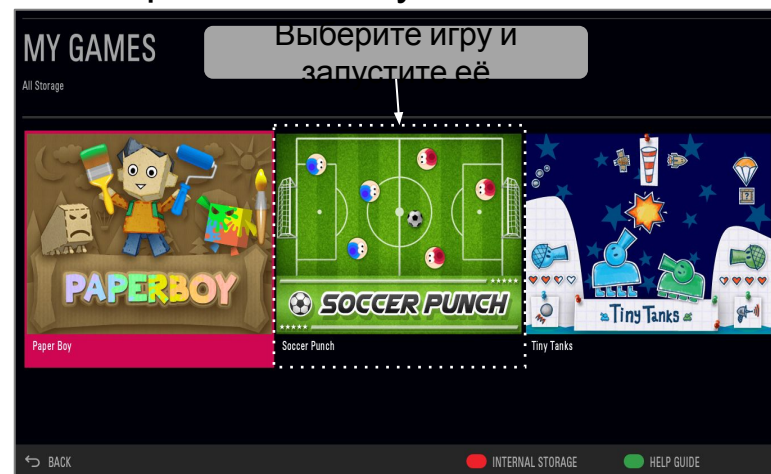 MY GAMES
Выберите игру и
запустите её
All Storage
PAPERBOY
SOCCER PUNCH
Tiny Tanks
?
Paper Boy
Soccer Punch
Tiny Tanks
BACK
INTERNAL STORAGE
HELP GUIDE